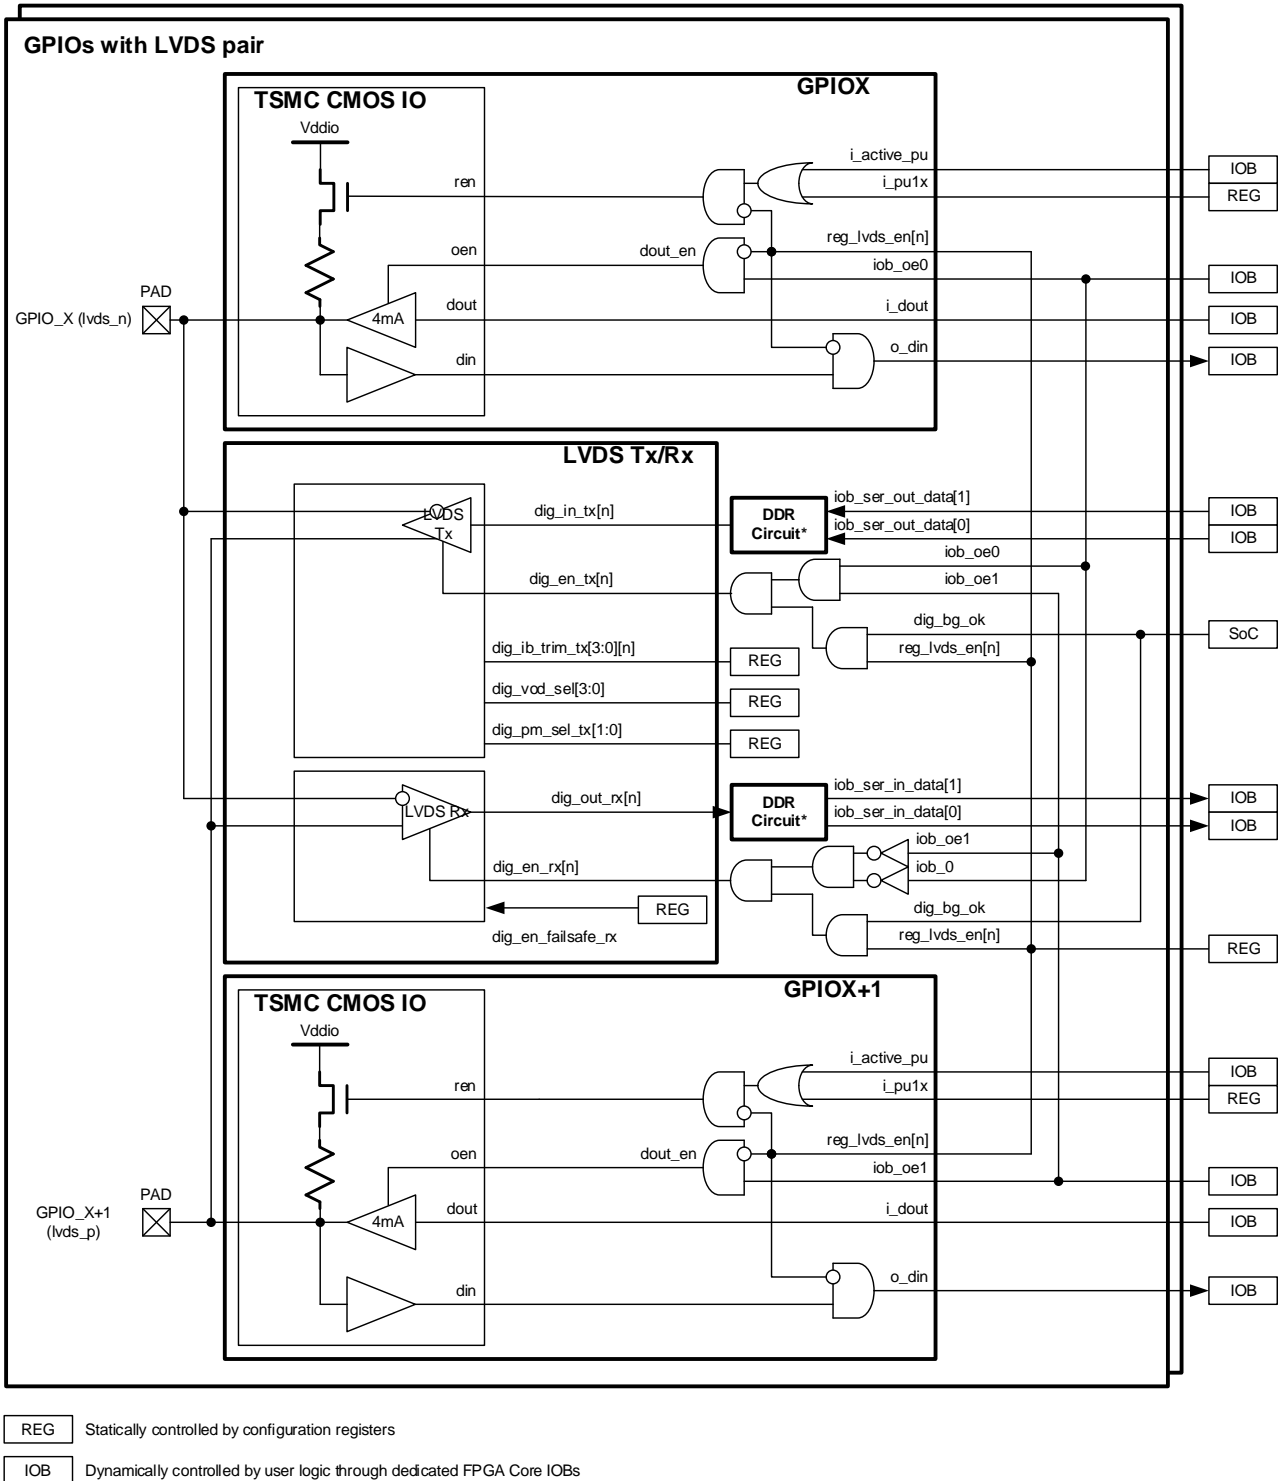 GPIOs with LVDS pair
GPIOX
TSMC CMOS IO
Vddio
i_active_pu
IOB
ren
i_pu1x
REG
reg_lvds_en[n]
oen
dout_en
iob_oe0
IOB
PAD
GPIO_X (lvds_n)
4mA
dout
i_dout
IOB
din
o_din
IOB
LVDS Tx/Rx
LVDS
Tx
dig_in_tx[n]
DDR
Circuit*
iob_ser_out_data[1]
IOB
iob_ser_out_data[0]
IOB
iob_oe0
dig_en_tx[n]
iob_oe1
dig_bg_ok
SoC
reg_lvds_en[n]
dig_ib_trim_tx[3:0][n]
REG
dig_vod_sel[3:0]
REG
dig_pm_sel_tx[1:0]
REG
LVDS Rx
dig_out_rx[n]
DDR
Circuit*
iob_ser_in_data[1]
IOB
iob_ser_in_data[0]
IOB
iob_oe1
dig_en_rx[n]
iob_0
REG
dig_bg_ok
dig_en_failsafe_rx
reg_lvds_en[n]
REG
GPIOX+1
TSMC CMOS IO
Vddio
i_active_pu
IOB
ren
i_pu1x
REG
reg_lvds_en[n]
oen
dout_en
iob_oe1
IOB
PAD
GPIO_X+1
(lvds_p)
4mA
dout
i_dout
IOB
din
o_din
IOB
REG Statically controlled by configuration registers
IOB Dynamically controlled by user logic through dedicated FPGA Core IOBs